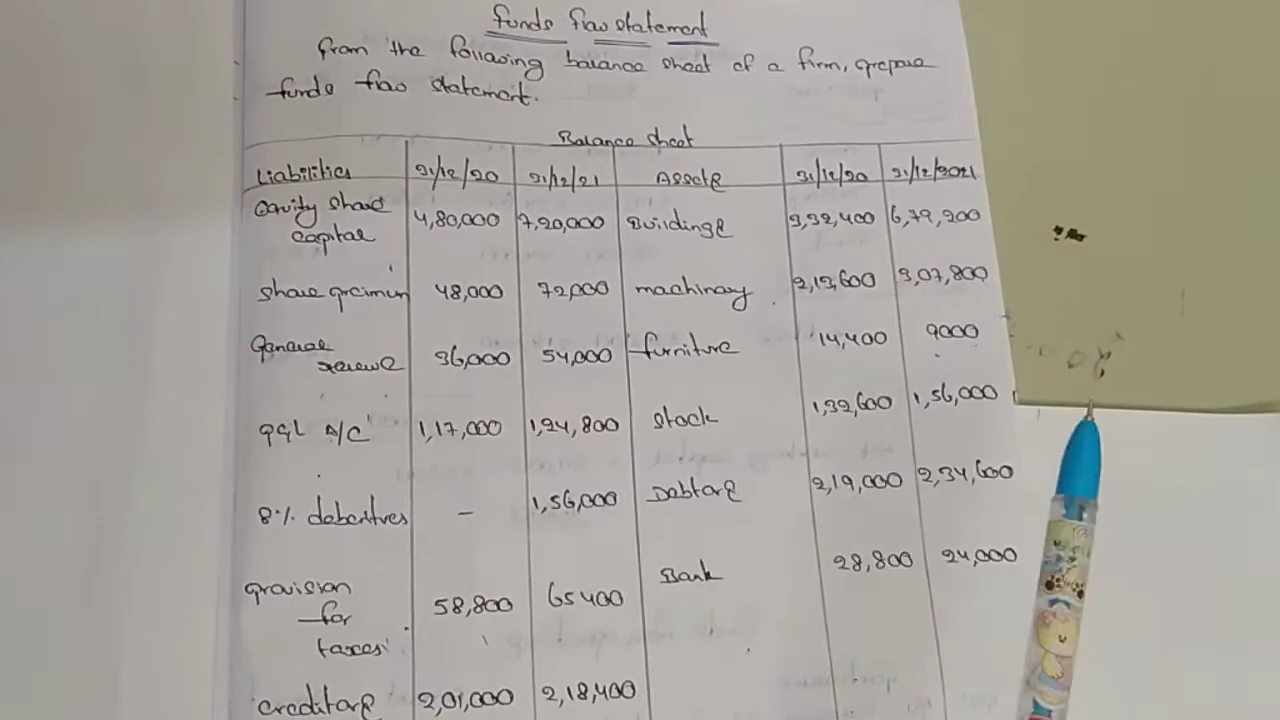 Funds flow statement
From the following balance sheet of a firm, prepare
funds flow statement.
Balance sheet
Liabilities 31/12/20 31/12/21 Assets 31/12/20 31/12/2021
Equity share capital 4,80,000 7,20,000 Buildings 3,32,400 6,79,200
Share premium 48,000 72,000 machinary 2,13,600 3,07,800
General reserve 36,000 54,000 furniture 14,400 9000
P&L A/C 1,17,000 1,24,800 Stock 1,32,600 1,56,000
8% debentures - 1,56,000 Debtors 2,19,000 2,34,600
provision for taxes 58,800 65400 Bank 28,800 24,000
creditors 2,01,000 2,18,400